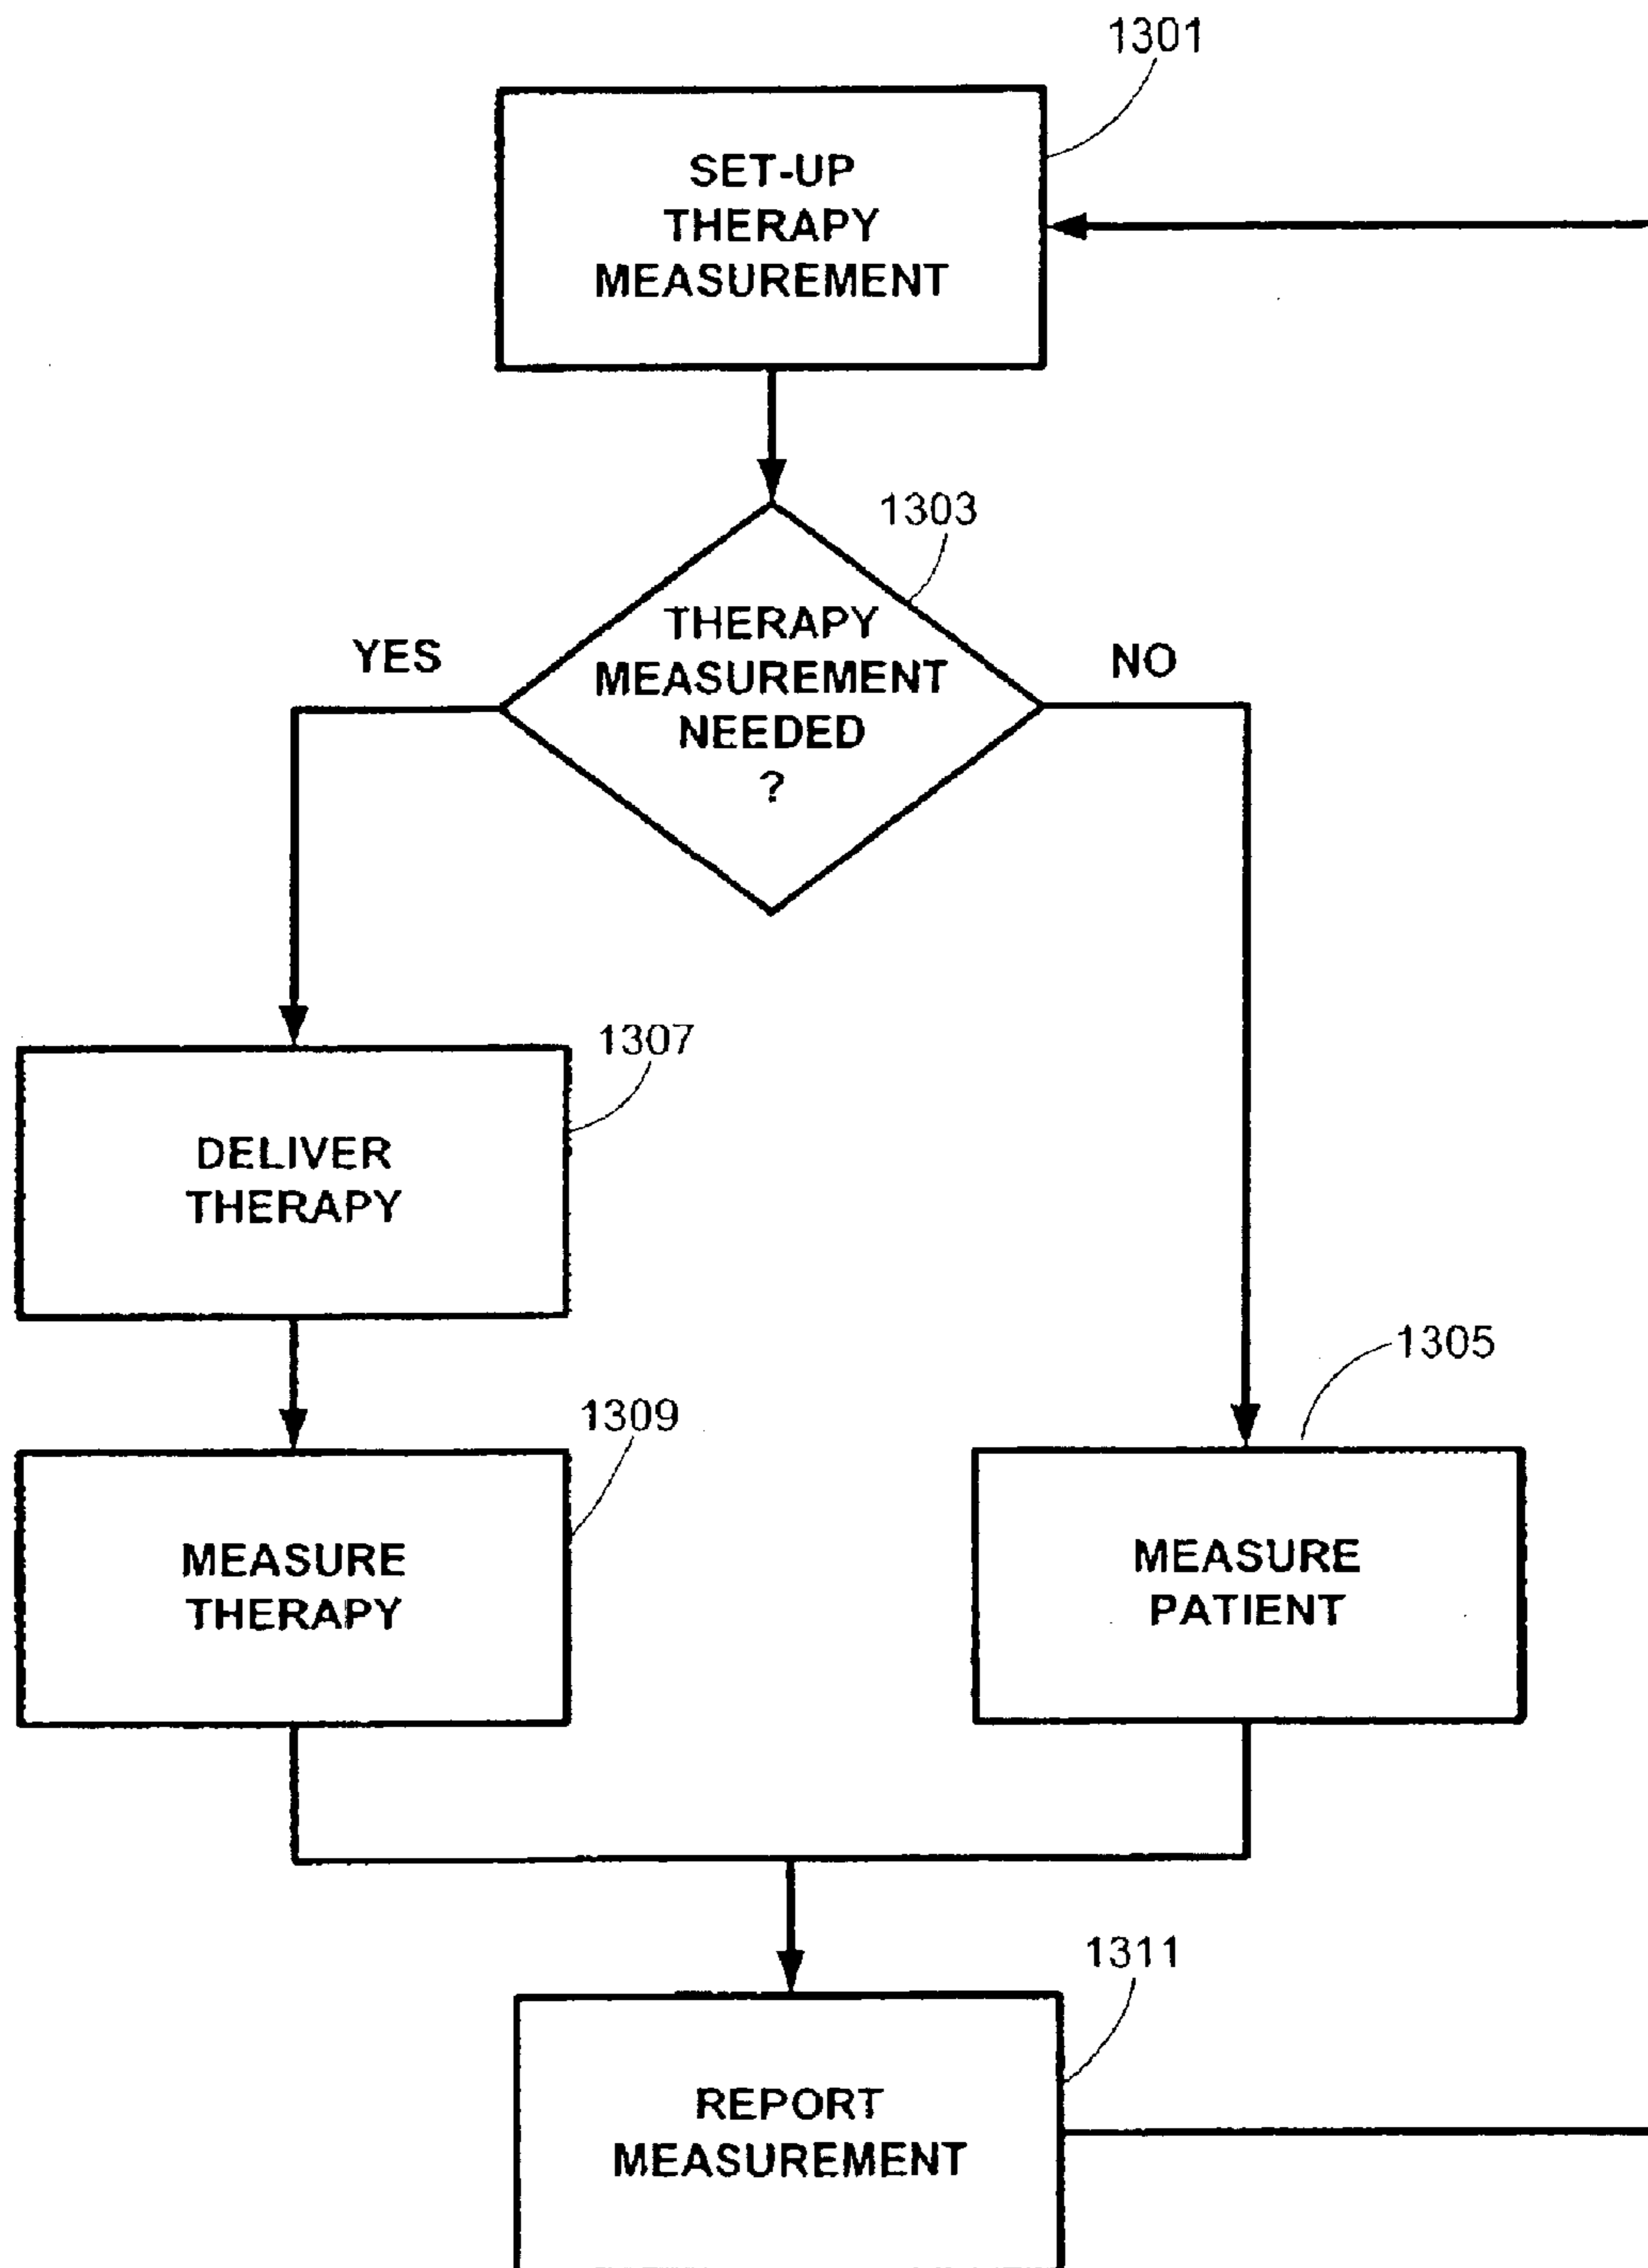 1301
SET-UP
THERAPY
MEASUREMENT
1303
THERAPY
MEASUREMENT
NEEDED
?
YES
NO
1307
DELIVER
THERAPY
1305
1309
MEASURE
THERAPY
MEASURE
PATIENT
1311
REPORT
MEASUREMENT